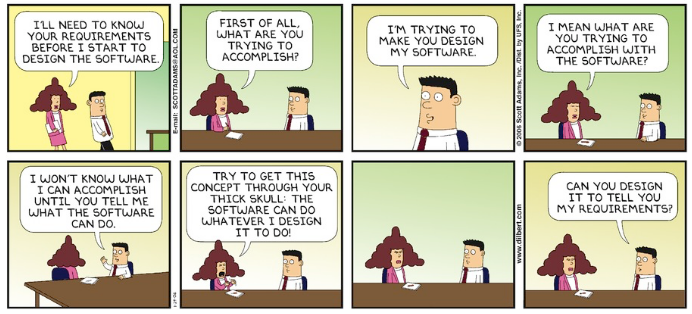 I'LL NEED TO KNOW
YOUR REQUIREMENTS
BEFORE I START TO
DESIGN THE SOFTWARE.
E-mail: SCOTTADAMS@AOL.COM
FIRST OF ALL,
WHAT ARE YOU
TRYING TO
ACCOMPLISH?
I'M TRYING TO
MAKE YOU DESIGN
MY SOFTWARE.
© 2006 Scott Adams, Inc./Dist. by UFS, Inc.
I MEAN WHAT ARE
YOU TRYING TO
ACCOMPLISH WITH
THE SOFTWARE?
I WON'T KNOW WHAT
I CAN ACCOMPLISH
UNTIL YOU TELL ME
WHAT THE SOFTWARE
CAN DO.
TRY TO GET THIS
CONCEPT THROUGH YOUR
THICK SKULL: THE
SOFTWARE CAN DO
WHATEVER I DESIGN
IT TO DO!
www.dilbert.com
CAN YOU DESIGN
IT TO TELL YOU
MY REQUIREMENTS?